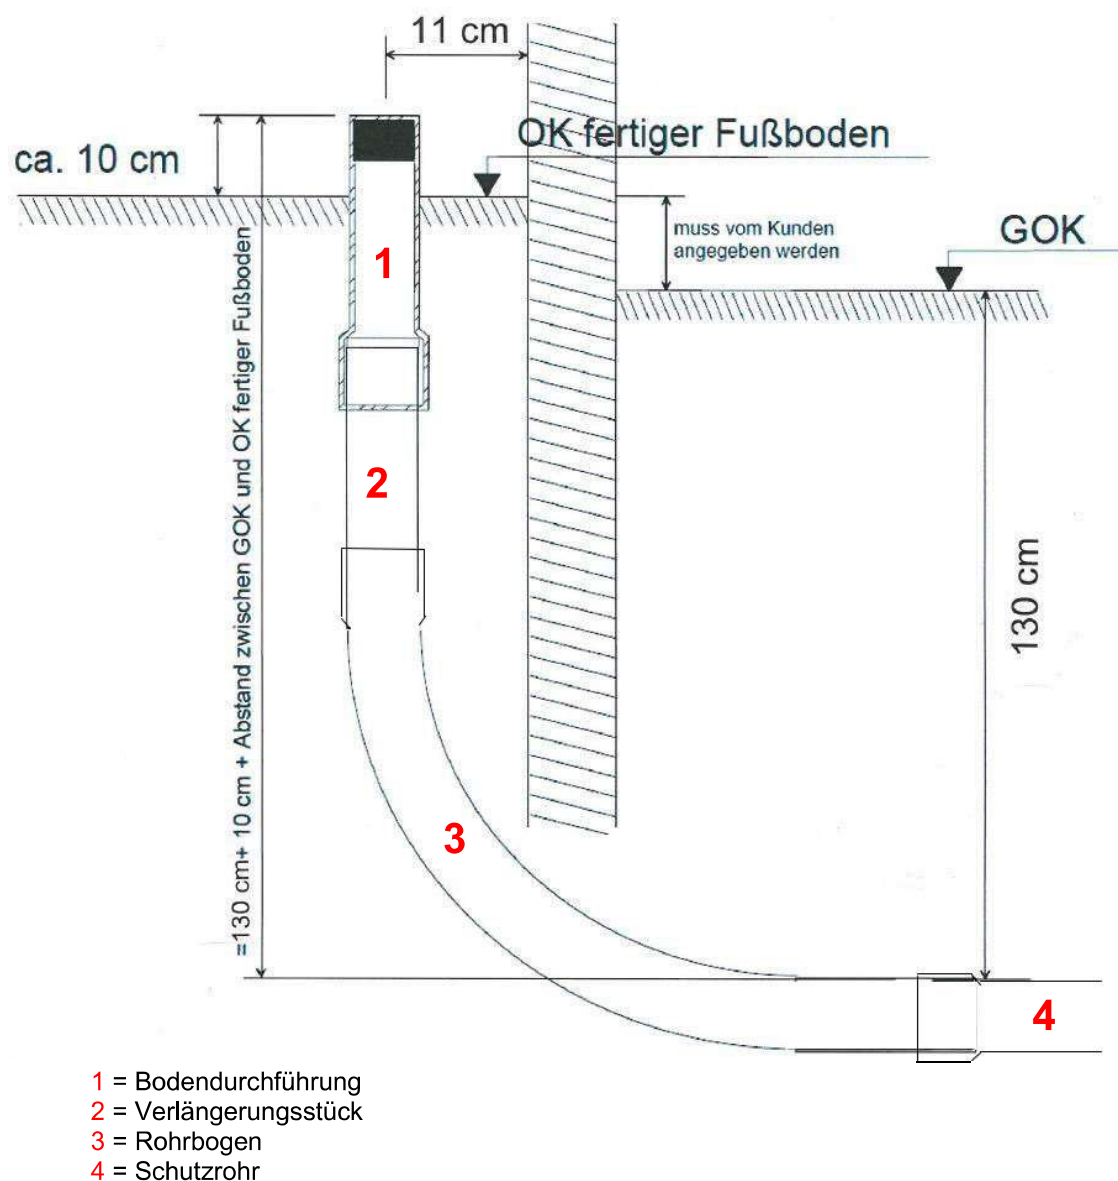 11 cm
OK fertiger Fußboden
ca. 10 cm
muss vom Kunden
angegeben werden
GOK
1
=130 cm+ 10 cm + Abstand zwischen GOK und OK fertiger Fußboden
2
130 cm
3
4
1 = Bodendurchführung
2 = Verlängerungsstück
3 = Rohrbogen
4 = Schutzrohr